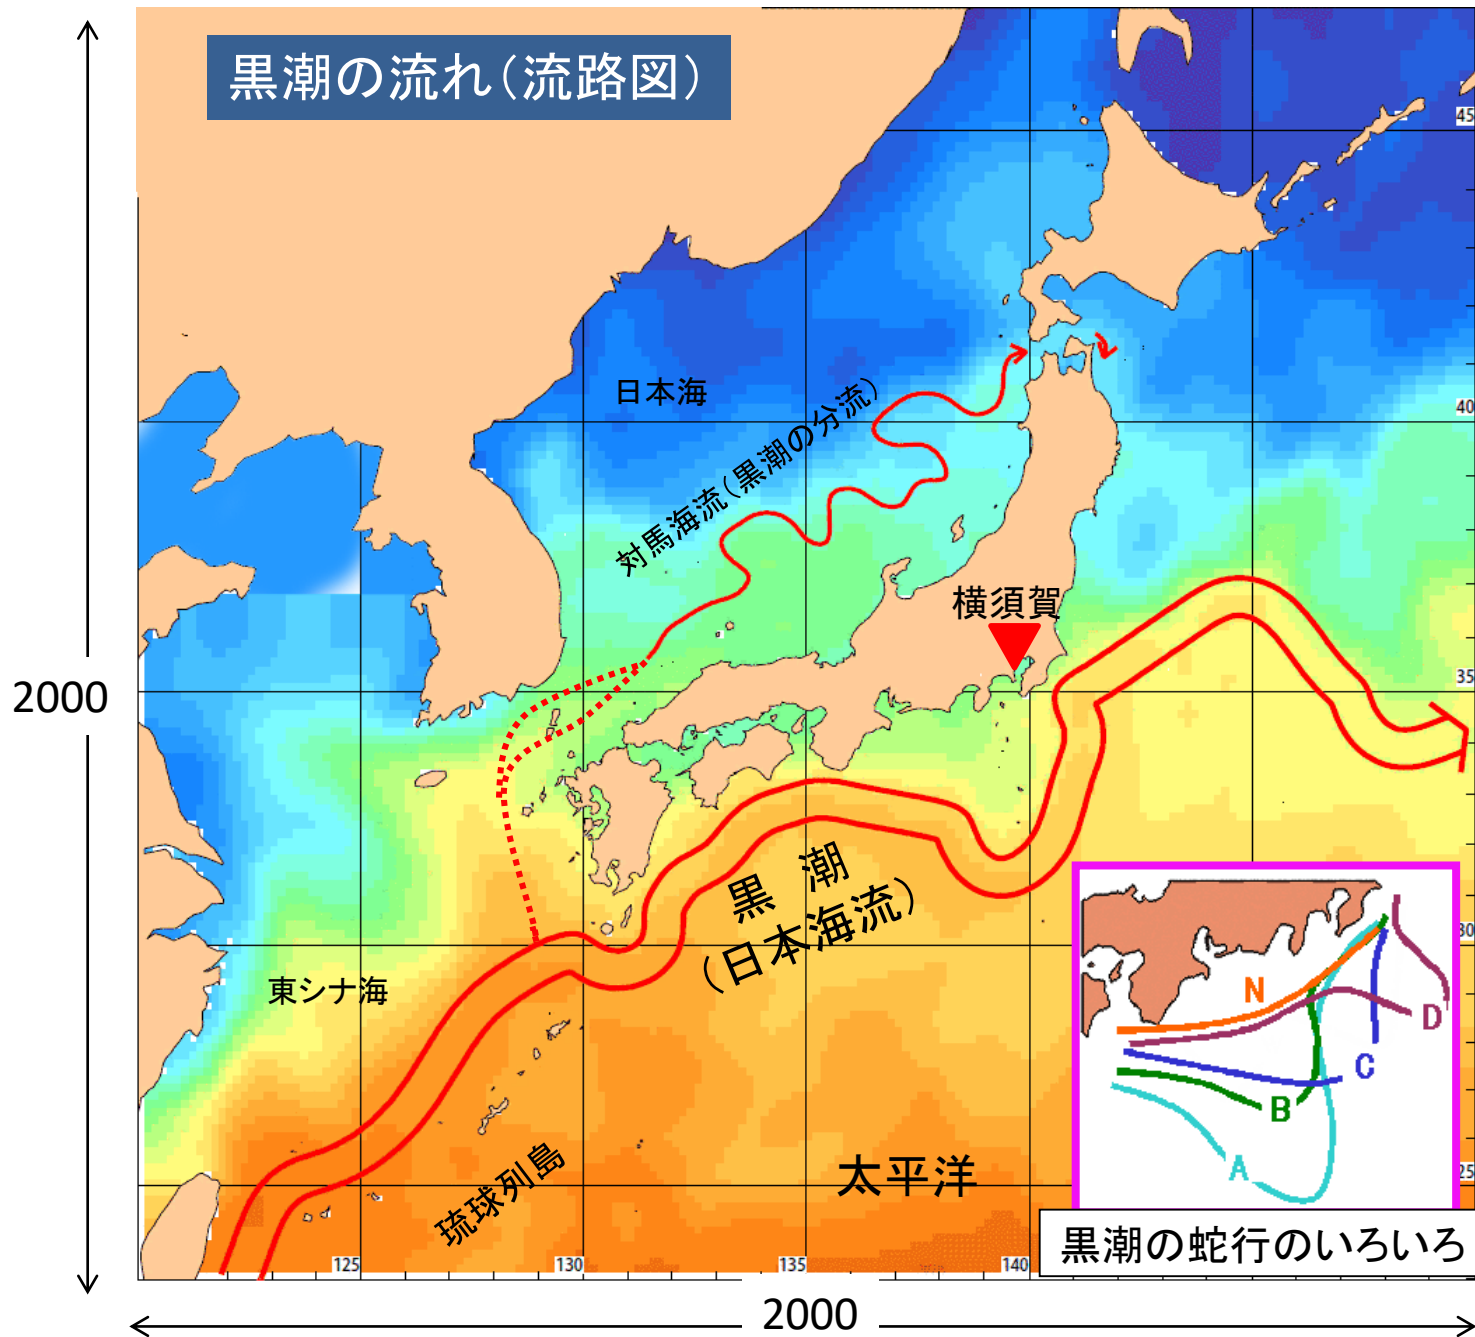 黒潮の流れ（流路図）
45
日本海
40
対馬海流（黒潮の分流）
横須賀
35
2000
黒 潮
（日本海流）
30
東シナ海
N
D
C
B
A
琉球列島
太平洋
25
125
130
135
140
黒潮の蛇行のいろいろ
2000